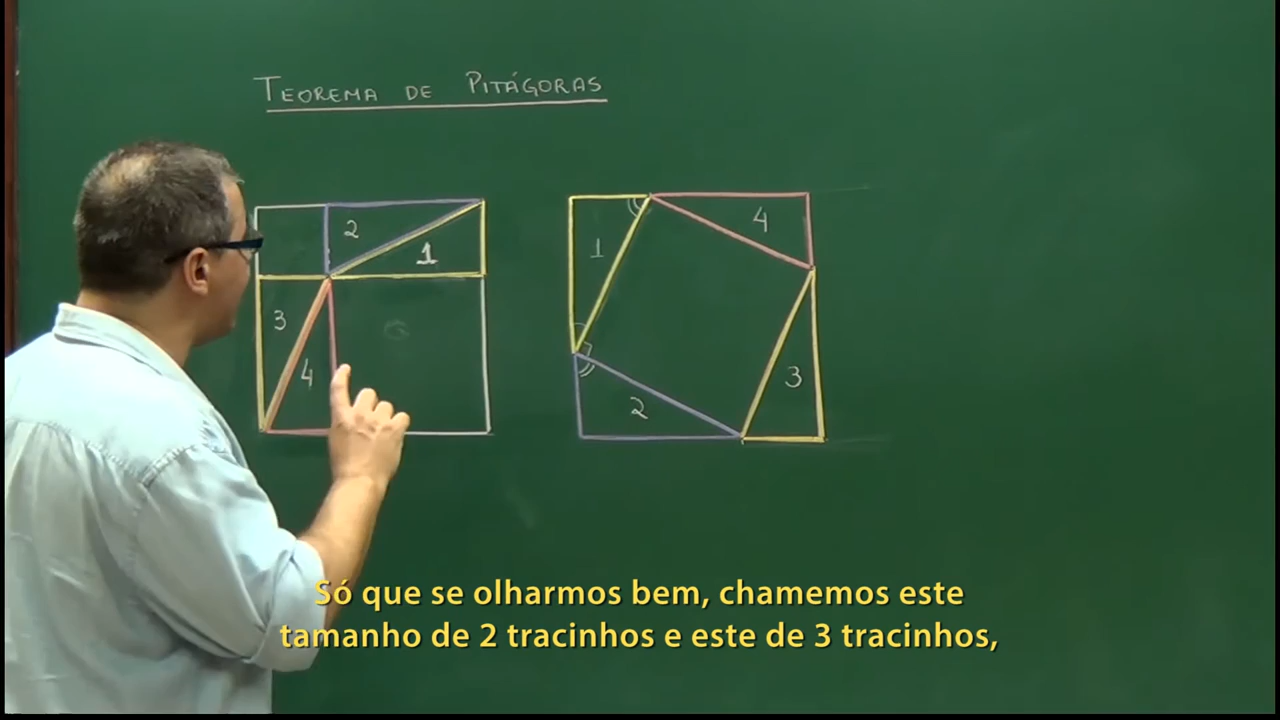 TEOREMA DE PITÁGORAS
2
1
3
4
1
4
2
3
Só que se olharmos bem, chamemos este
tamanho de 2 tracinhos e este de 3 tracinhos,